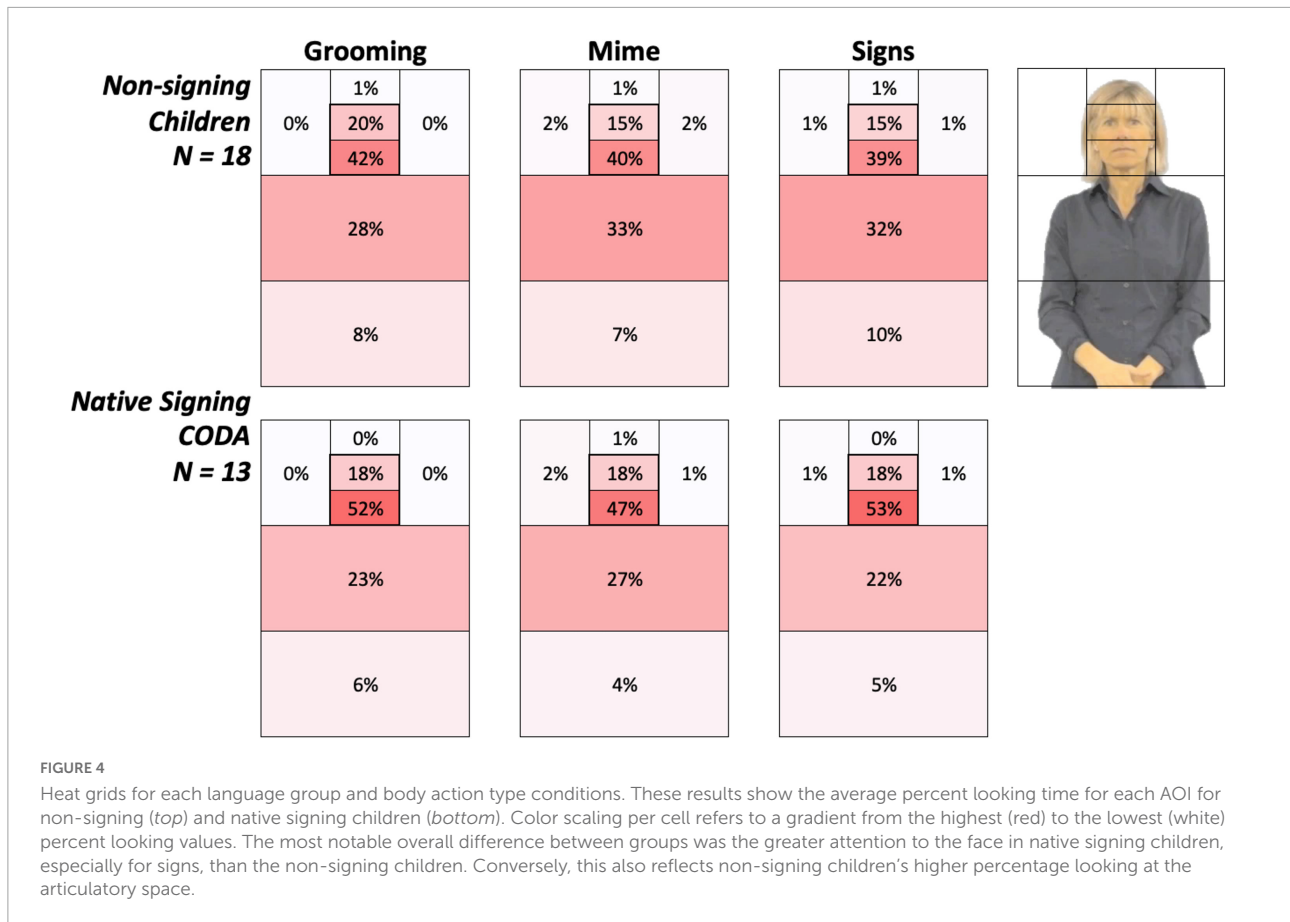 Grooming Mime Signs
Non-signing
Children
N = 18
1% 1% 1%
0% 20% 0% 2% 15% 2% 1% 15% 1%
42% 40% 39%
28% 33% 32%
8% 7% 10%
Native Signing
CODA
N = 13
0% 1% 0%
0% 18% 0% 2% 18% 1% 1% 18% 1%
52% 47% 53%
23% 27% 22%
6% 4% 5%
FIGURE 4
Heat grids for each language group and body action type conditions. These results show the average percent looking time for each AOI for
non-signing (top) and native signing children (bottom). Color scaling per cell refers to a gradient from the highest (red) to the lowest (white)
percent looking values. The most notable overall difference between groups was the greater attention to the face in native signing children,
especially for signs, than the non-signing children. Conversely, this also reflects non-signing children's higher percentage looking at the
articulatory space.